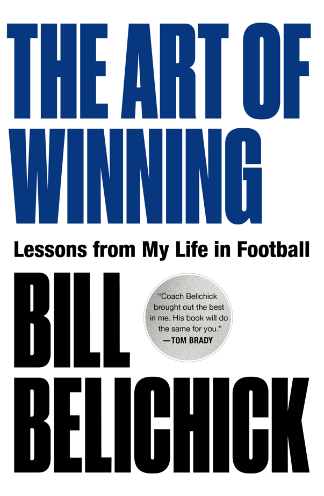 THE ART OF
WINNING
Lessons from My Life in Football
BILL
“Coach Belichick
brought out the best
in me. His book will do
the same for you.”
—TOM BRADY
BELICHICK